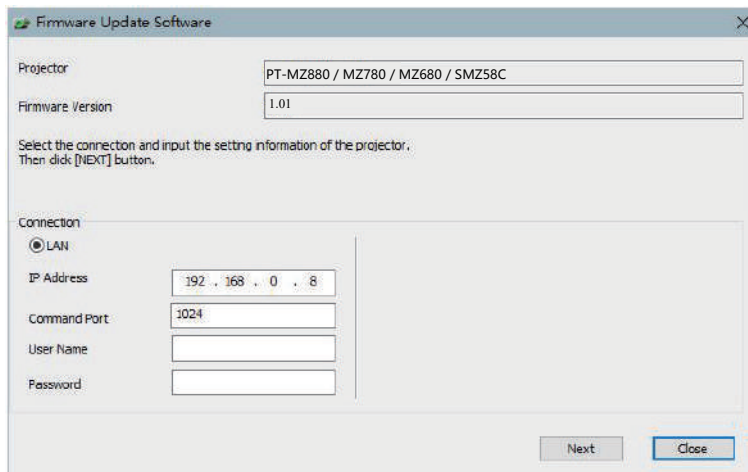 Firmware Update Software
Projector
PT-MZ880 / MZ780 / MZ680 / SMZ58C
Firmware Version
1.01
Select the connection and input the setting information of the projector.
Then click [NEXT] button.
Connection
LAN
IP Address
192 . 168 . 0 . 8
Command Port
1024
User Name
Password
Next
Close